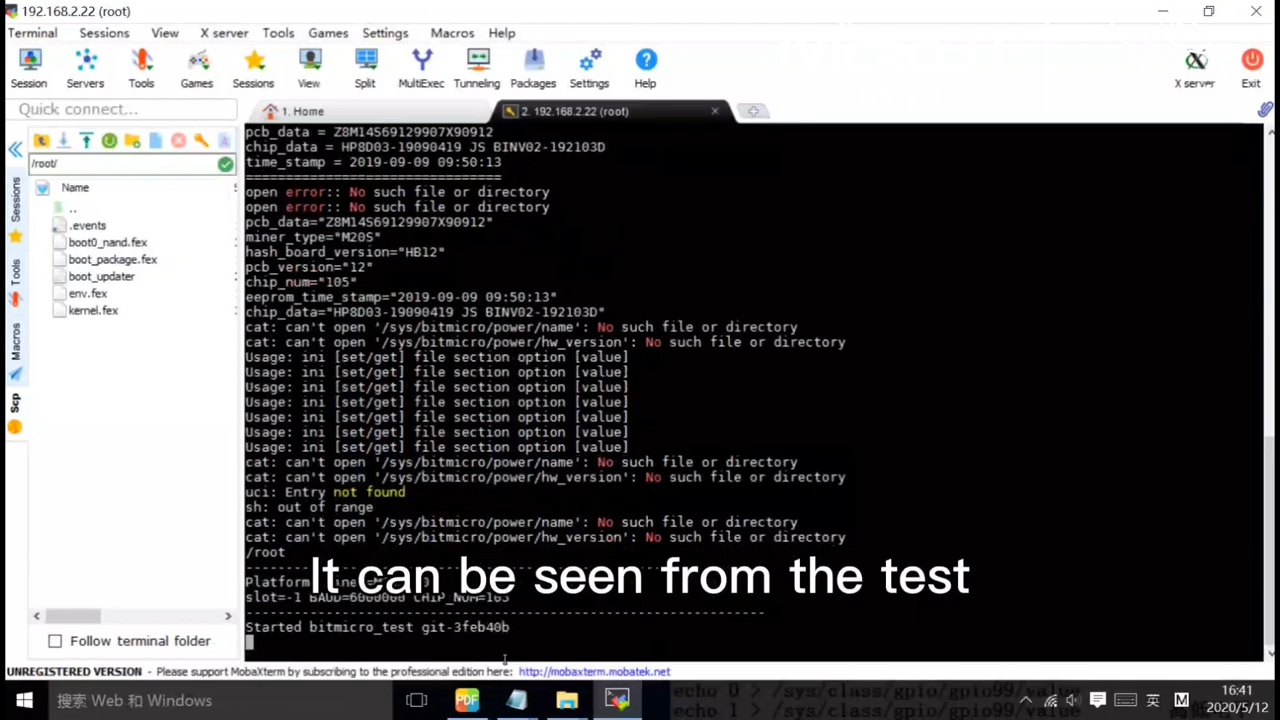 192.168.2.22 (root)
Terminal Sessions View X server Tools Games Settings Macros Help
Session Servers Tools Games Sessions View Split MultiExec Tunneling Packages Settings Help X server Exit
Quick connect...
1. Home
2. 192.168.2.22 (root)
/root/
Name
..
.events
boot0_nand.fex
boot_package.fex
boot_updater
env.fex
kernel.fex
Sessions
Tools
Macros
Scp
pcb_data = Z8M14S69129907X90912
chip_data = HP8D03-19090419 JS BINV02-192103D
time_stamp = 2019-09-09 09:50:13
================================
open error:: No such file or directory
open error:: No such file or directory
pcb_data="Z8M14S69129907X90912"
miner_type="M20S"
hash_board_version="HB12"
pcb_version="12"
chip_num="105"
eeprom_time_stamp="2019-09-09 09:50:13"
chip_data="HP8D03-19090419 JS BINV02-192103D"
cat: can't open '/sys/bitmicro/power/name': No such file or directory
cat: can't open '/sys/bitmicro/power/hw_version': No such file or directory
Usage: ini [set/get] file section option [value]
Usage: ini [set/get] file section option [value]
Usage: ini [set/get] file section option [value]
Usage: ini [set/get] file section option [value]
Usage: ini [set/get] file section option [value]
Usage: ini [set/get] file section option [value]
Usage: ini [set/get] file section option [value]
cat: can't open '/sys/bitmicro/power/name': No such file or directory
cat: can't open '/sys/bitmicro/power/hw_version': No such file or directory
uci: Entry not found
sh: out of range
cat: can't open '/sys/bitmicro/power/name': No such file or directory
cat: can't open '/sys/bitmicro/power/hw_version': No such file or directory
/root
It can be seen from the test
Platform
slot=-1 BAUD=6000000 CHIP_NUM=105
Started bitmicro_test git-3feb40b
Follow terminal folder
UNREGISTERED VERSION - Please support MobaXterm by subscribing to the professional edition here: http://mobaxterm.mobatek.net
搜索 Web 和 Windows
echo 0 > /sys/class/gpio/gpio99/value
echo 1 > /sys/class/gpio/gpio99/value
英
M
16:41
2020/5/12